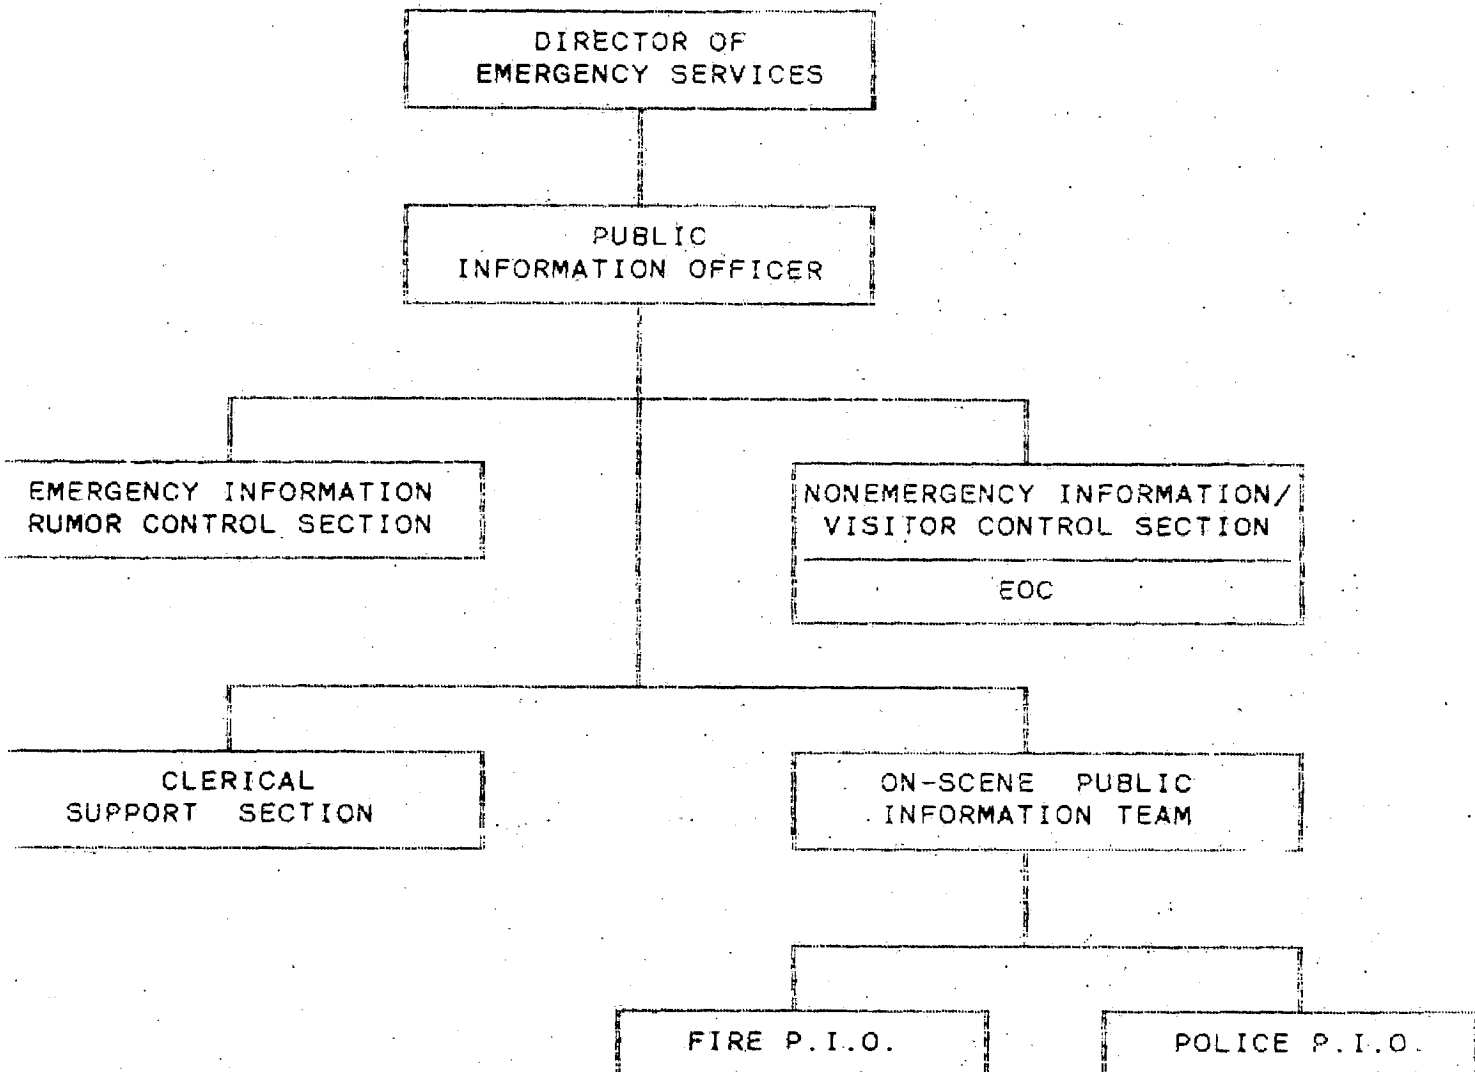 DIRECTOR OF
EMERGENCY SERVICES
PUBLIC
INFORMATION OFFICER
EMERGENCY INFORMATION
RUMOR CONTROL SECTION
NONEMERGENCY INFORMATION/
VISITOR CONTROL SECTION
EOC
CLERICAL
SUPPORT SECTION
ON-SCENE PUBLIC
INFORMATION TEAM
FIRE P.I.O.
POLICE P.I.O.